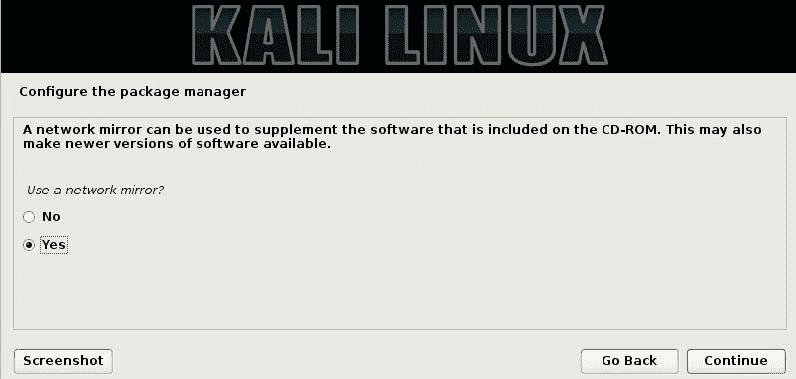 KALI LINUX
Configure the package manager
A network mirror can be used to supplement the software that is included on the CD-ROM. This may also
make newer versions of software available.
Use a network mirror?
No
Yes
Screenshot
Go Back
Continue